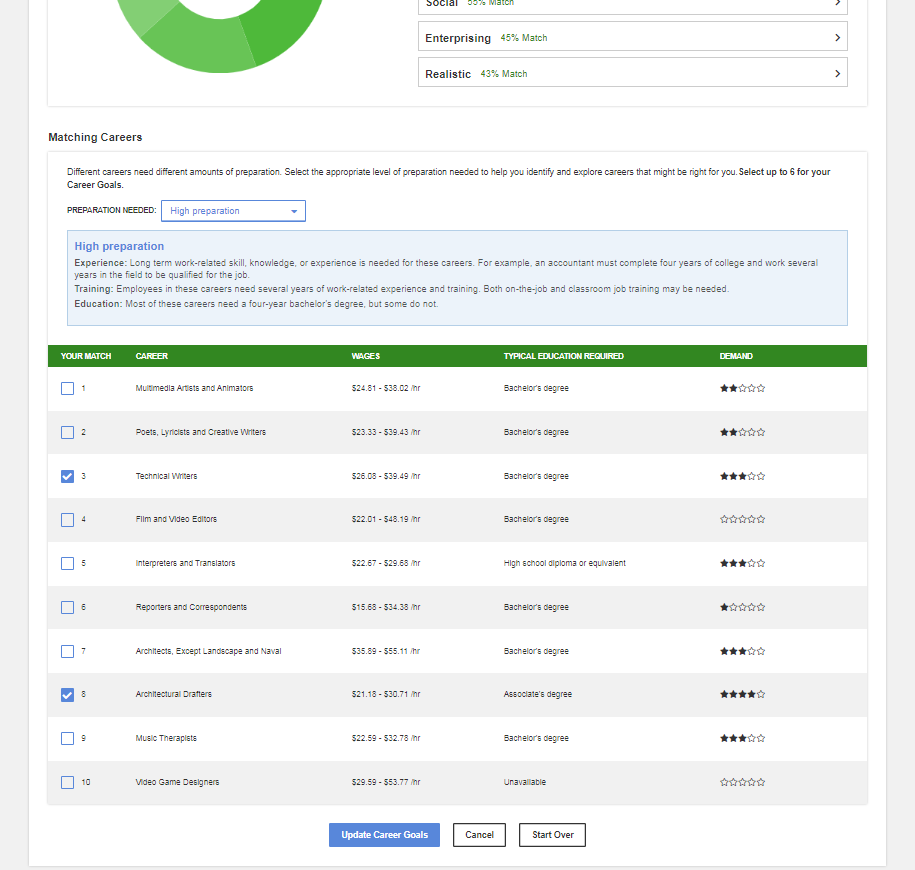 Social 55% Match
Enterprising 45% Match
Realistic 43% Match
Matching Careers
Different careers need different amounts of preparation. Select the appropriate level of preparation needed to help you identify and explore careers that might be right for you.Select up to 6 for your
Career Goals.
PREPARATION NEEDED: High preparation
High preparation
Experience: Long term work-related skill, knowledge, or experience is needed for these careers. For example, an accountant must complete four years of college and work several
years in the field to be qualified for the job.
Training: Employees in these careers need several years of work-related experience and training. Both on-the-job and classroom job training may be needed.
Education: Most of these careers need a four-year bachelor's degree, but some do not.
YOUR MATCH CAREER WAGES TYPICAL EDUCATION REQUIRED DEMAND
1 Multimedia Artists and Animators $24.81 - $38.02 /hr Bachelor's degree
2 Poets, Lyricists and Creative Writers $23.33 - $39.43 /hr Bachelor's degree
3 Technical Writers $26.08 - $39.49 /hr Bachelor's degree
4 Film and Video Editors $22.01 - $48.19 /hr Bachelor's degree
5 Interpreters and Translators $22.67 - $29.68 /hr High school diploma or equivalent
6 Reporters and Correspondents $15.68 - $34.38 /hr Bachelor's degree
7 Architects, Except Landscape and Naval $35.89 - $55.11 /hr Bachelor's degree
8 Architectural Drafters $21.18 - $30.71 /hr Associate's degree
9 Music Therapists $22.59 - $32.78 /hr Bachelor's degree
10 Video Game Designers $29.59 - $53.77 /hr Unavailable
Update Career Goals Cancel Start Over